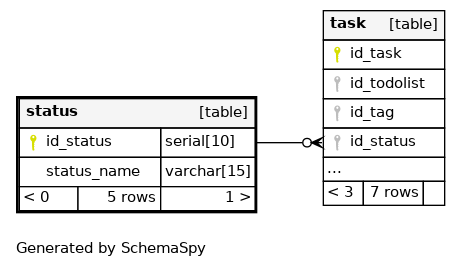 task [table]
id_task
id_todolist
id_tag
id_status
...
< 3 7 rows
status [table]
id_status serial[10]
status_name varchar[15]
< 0 5 rows 1 >
Generated by SchemaSpy